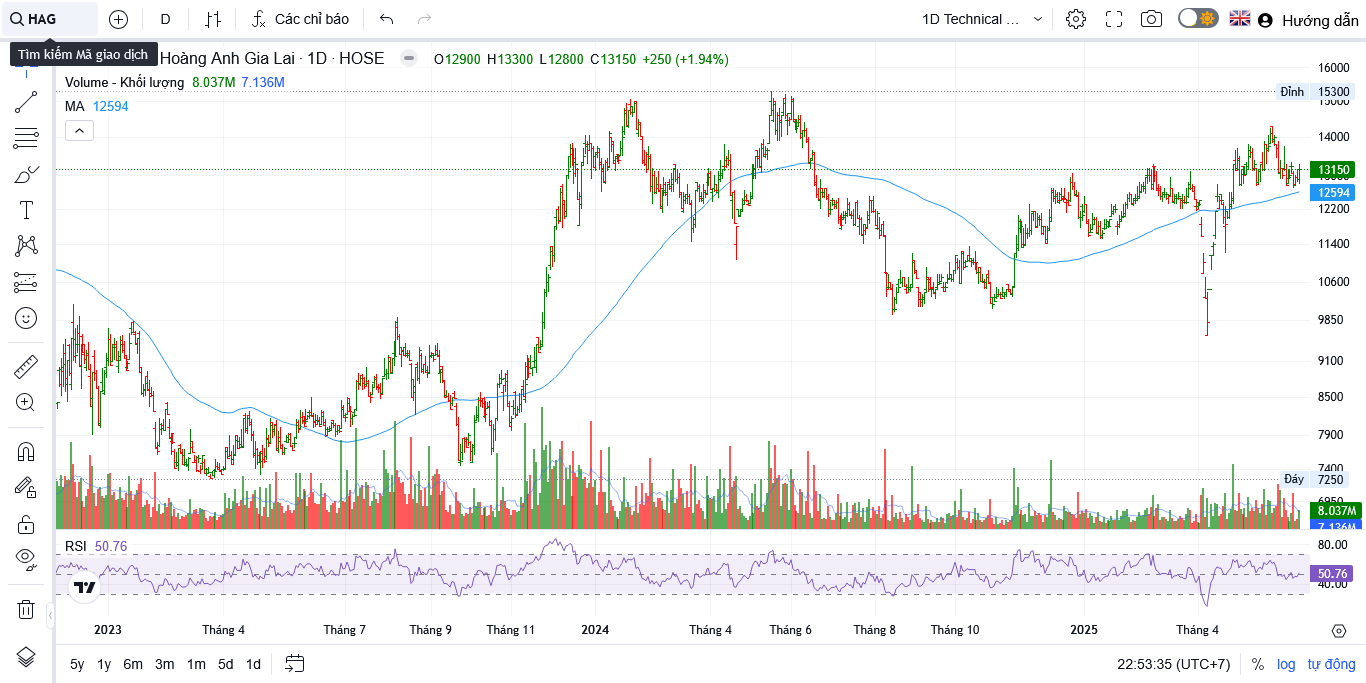 HAG
D
Các chỉ báo
1D Technical ...
Hướng dẫn
Tìm kiếm Mã giao dịch
Hoàng Anh Gia Lai · 1D · HOSE
O12900 H13300 L12800 C13150 +250 (+1.94%)
Volume - Khối lượng 8.037M 7.136M
MA 12594
16000
Đỉnh 15300
15000
14000
13150
13000
12594
12200
11400
10600
9850
9100
8500
7900
7400
Đáy 7250
6950
8.037M
7.136M
RSI 50.76
80.00
50.76
40.00
2023 Tháng 4 Tháng 7 Tháng 9 Tháng 11 2024 Tháng 4 Tháng 6 Tháng 8 Tháng 10 2025 Tháng 4
5y 1y 6m 3m 1m 5d 1d
22:53:35 (UTC+7) % log tự động